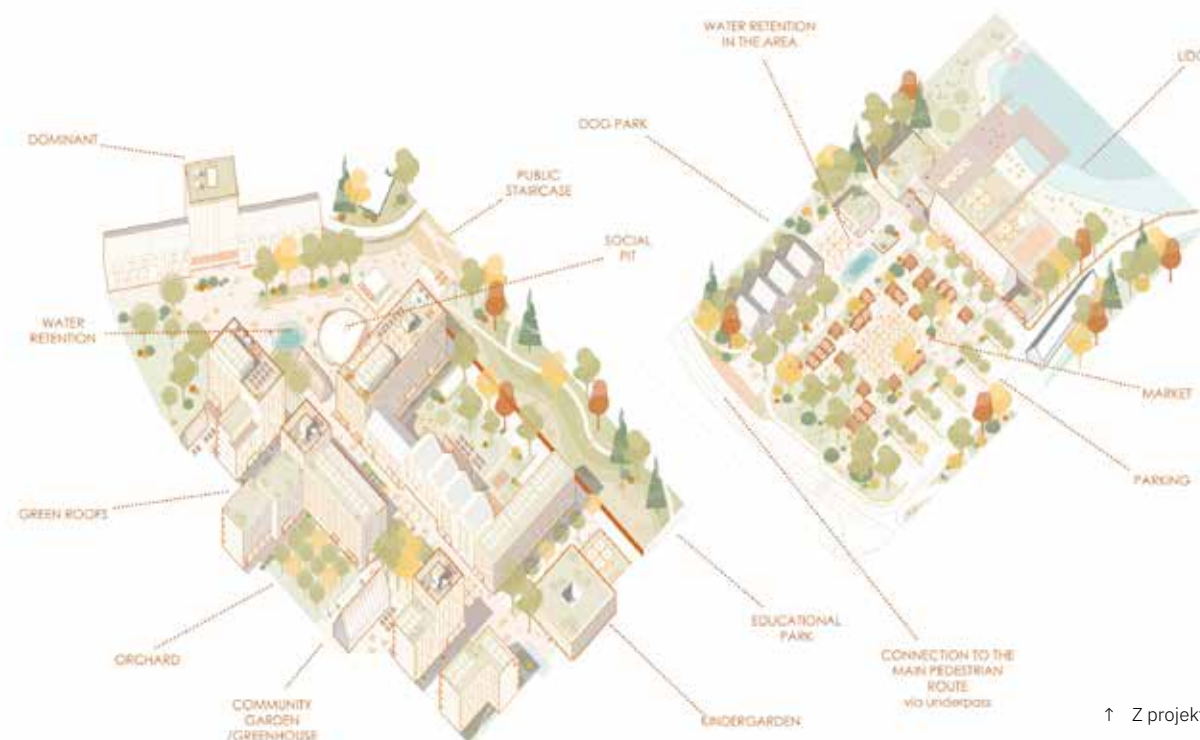 WATER RETENTION
IN THE AREA
DOG PARK
DOMINANT
PUBLIC
STAIRCASE
SOCIAL
PIT
WATER
RETENTION
MARKET
PARKING
GREEN ROOFS
ORCHARD
COMMUNITY
GARDEN
/GREENHOUSE
KINDERGARDEN
EDUCATIONAL
PARK
CONNECTION TO THE
MAIN PEDESTRIAN
ROUTE
via underpass
↑ Z projekt